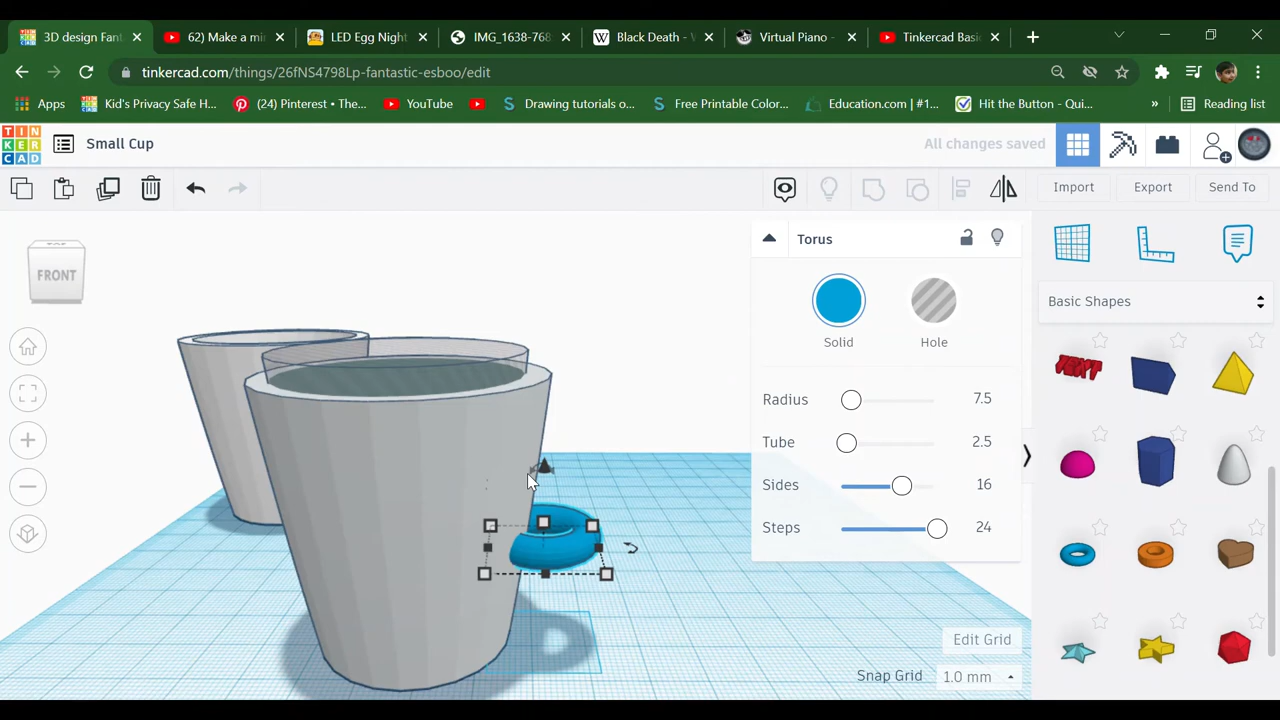 3D design Fant
62) Make a mi
LED Egg Night
IMG_1638-768
W
Black Death - W
Virtual Piano -
Tinkercad Basic
tinkercad.com/things/26fNS4798Lp-fantastic-esboo/edit
Apps
Kid's Privacy Safe H...
(24) Pinterest • The...
YouTube
Drawing tutorials o...
Free Printable Color...
Education.com | #1...
Hit the Button - Qui...
»
Reading list
TIN
KER
CAD
Small Cup
All changes saved
Import
Export
Send To
FRONT
Torus
Solid
Hole
Radius 7.5
Tube 2.5
Sides 16
Steps 24
Basic Shapes
TEXT
Edit Grid
Snap Grid 1.0 mm